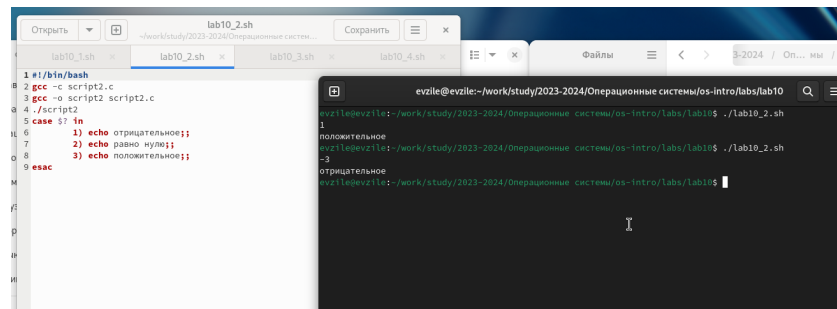 Открыть
lab10_2.sh
~/work/study/2023-2024/Операционные систем...
Сохранить
lab10_1.sh
lab10_2.sh
lab10_3.sh
lab10_4.sh
Файлы
3-2024 / Оп... мы /
1 #!/bin/bash
2 gcc -c script2.c
3 gcc -o script2 script2.c
4 ./script2
5 case $? in
6 1) echo отрицательное;;
7 2) echo равно нулю;;
8 3) echo положительное;;
9 esac
evzile@evzile:~/work/study/2023-2024/Операционные системы/os-intro/labs/lab10
evzile@evzile:~/work/study/2023-2024/Операционные системы/os-intro/labs/lab10$ ./lab10_2.sh
1
положительное
evzile@evzile:~/work/study/2023-2024/Операционные системы/os-intro/labs/lab10$ ./lab10_2.sh
-3
отрицательное
evzile@evzile:~/work/study/2023-2024/Операционные системы/os-intro/labs/lab10$